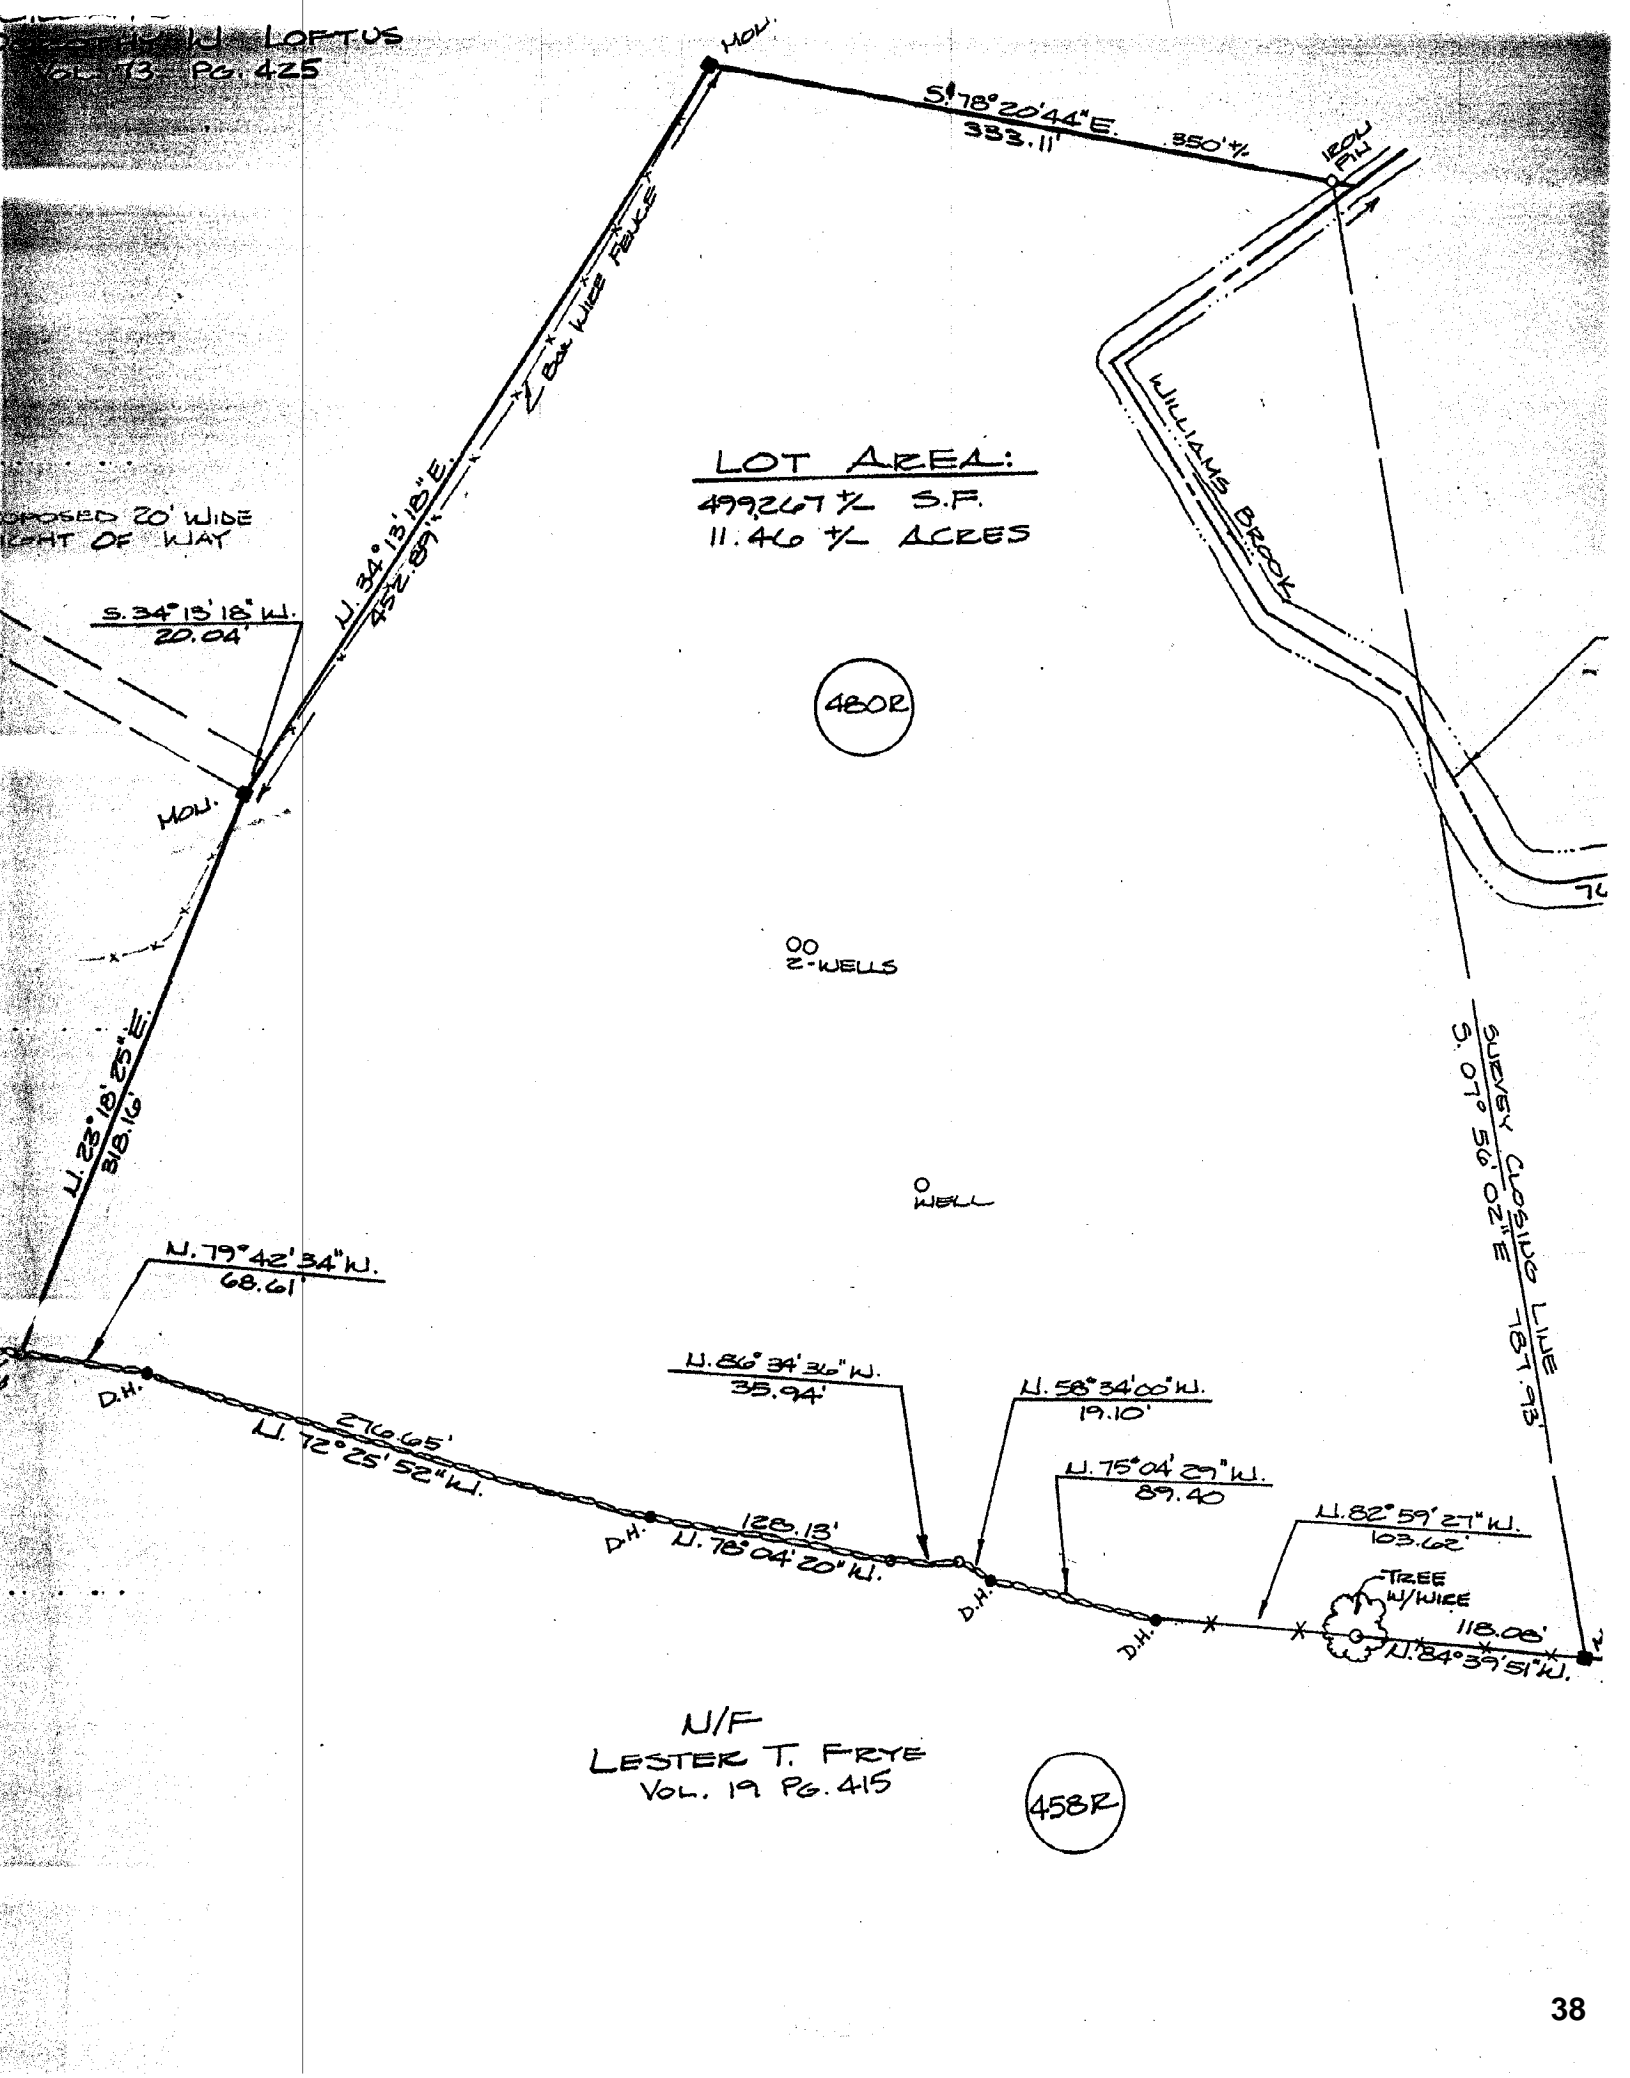 W. LOFTUS
VOL. 73 PG. 425
MON.
S. 78° 20' 44" E.
333.11'
350' +/-
IRON
PIN
BOX WIRE FENCE
WILLIAMS BROOK
LOT AREA:
499,267 +/- S.F.
11.46 +/- ACRES
20' WIDE
OF WAY
N. 34° 13' 18" E.
452.89'
S. 34° 13' 18" W.
20.04'
480R
MON.
2-WELLS
N. 23° 18' 25" E.
318.16'
SURVEY CLOSING LINE
S. 07° 56' 02" E 787.93'
WELL
N. 79° 42' 34" W.
68.61'
D.H.
276.65'
N. 72° 25' 52" W.
N. 86° 34' 36" W.
35.94'
N. 58° 34' 00" W.
19.10'
N. 75° 04' 29" W.
89.40
N. 82° 59' 27" W.
103.62'
D.H.
128.13'
N. 78° 04' 20" W.
D.H.
D.H.
TREE
W/WIRE
118.08'
N. 84° 39' 51" W.
N/F
LESTER T. FRYE
VOL. 19 PG. 415
458R
38